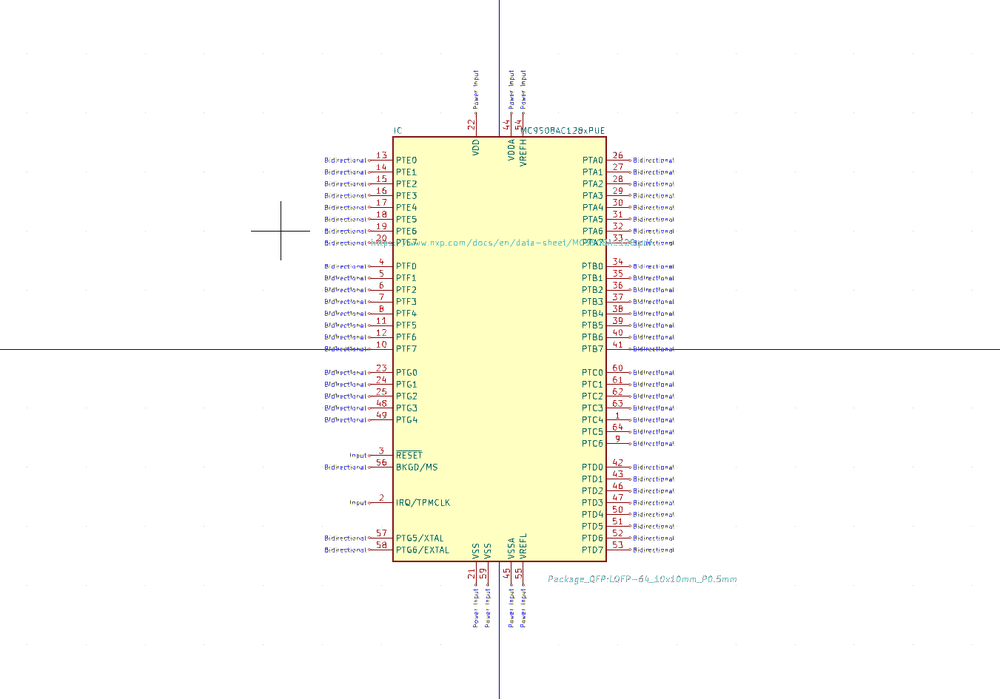 Power Input Power Input Power Input
22 44 54
IC MC9S08AC128xPUE
VDD VDDA VREFH
Bidirectional 13 PTE0 PTA0 26 Bidirectional
Bidirectional 14 PTE1 PTA1 27 Bidirectional
Bidirectional 15 PTE2 PTA2 28 Bidirectional
Bidirectional 16 PTE3 PTA3 29 Bidirectional
Bidirectional 17 PTE4 PTA4 30 Bidirectional
Bidirectional 18 PTE5 PTA5 31 Bidirectional
Bidirectional 19 PTE6 PTA6 32 Bidirectional
Bidirectional 20 PTE7 PTA7 33 Bidirectional
Bidirectional 4 PTF0 PTB0 34 Bidirectional
Bidirectional 5 PTF1 PTB1 35 Bidirectional
Bidirectional 6 PTF2 PTB2 36 Bidirectional
Bidirectional 7 PTF3 PTB3 37 Bidirectional
Bidirectional 8 PTF4 PTB4 38 Bidirectional
Bidirectional 11 PTF5 PTB5 39 Bidirectional
Bidirectional 12 PTF6 PTB6 40 Bidirectional
Bidirectional 10 PTF7 PTB7 41 Bidirectional
Bidirectional 23 PTG0 PTC0 60 Bidirectional
Bidirectional 24 PTG1 PTC1 61 Bidirectional
Bidirectional 25 PTG2 PTC2 62 Bidirectional
Bidirectional 48 PTG3 PTC3 63 Bidirectional
Bidirectional 49 PTG4 PTC4 1 Bidirectional
PTC5 64 Bidirectional
PTC6 9 Bidirectional
Input 3 RESET
Bidirectional 56 BKGD/MS PTD0 42 Bidirectional
PTD1 43 Bidirectional
PTD2 46 Bidirectional
Input 2 IRQ/TPMCLK PTD3 47 Bidirectional
PTD4 50 Bidirectional
PTD5 51 Bidirectional
Bidirectional 57 PTG5/XTAL PTD6 52 Bidirectional
Bidirectional 58 PTG6/EXTAL PTD7 53 Bidirectional
VSS VSS VSSA VREFL
21 59 45 55
Package_QFP:LQFP-64_10x10mm_P0.5mm
Power Input Power Input Power Input Power Input